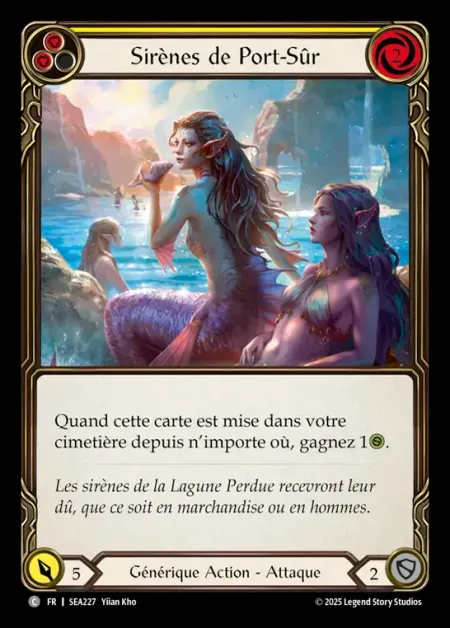 Sirènes de Port-Sûr
2
Quand cette carte est mise dans votre
cimetière depuis n'importe où, gagnez 1.
Les sirènes de la Lagune Perdue recevront leur
dû, que ce soit en marchandise ou en hommes.
5
Générique Action - Attaque
2
C FR | SEA227 Yiian Kho
© 2025 Legend Story Studios